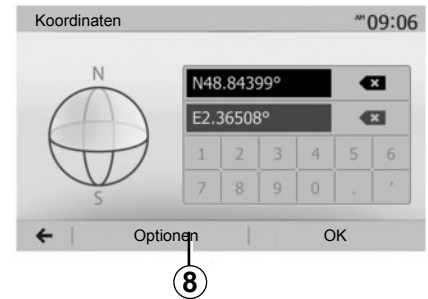 Koordinaten AM 09:06
N
N48.84399°
E2.36508°
1 2 3 4 5 6
7 8 9 0 . '
S
Optionen OK
8